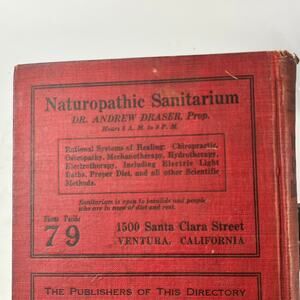 Naturopathic Sanitarium
DR. ANDREW DRASER, Prop.
Hours 8 A. M. to 8 P. M.
Rational Systems of Healing: Chiropractic,
Osteopathy, Mechanotherapy, Hydrotherapy,
Electrotherapy, Including Electric Light
Baths, Proper Diet, and all other Scientific
Methods.
Sanitarium is open to invalids and people
who are in need of diet and rest.
Phone Pacific
79
1500 Santa Clara Street
VENTURA, CALIFORNIA
THE PUBLISHERS OF THIS DIRECTORY